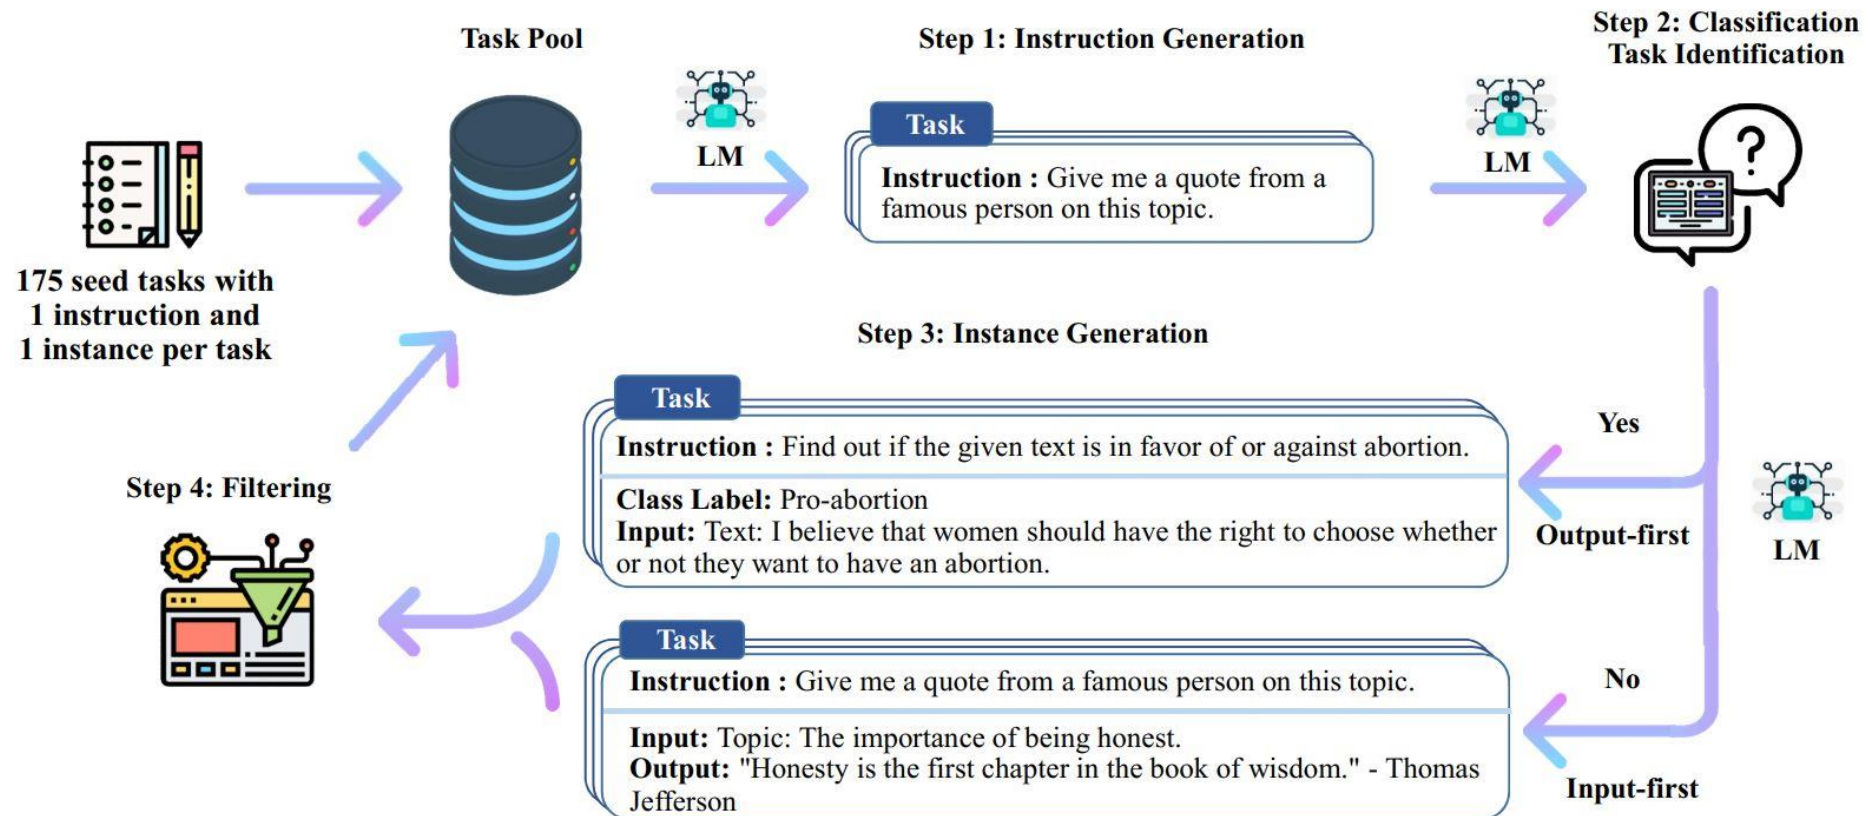 Task Pool
Step 1: Instruction Generation
Step 2: Classification
Task Identification
LM
Task
Instruction : Give me a quote from a
famous person on this topic.
LM
175 seed tasks with
1 instruction and
1 instance per task
Step 3: Instance Generation
Task
Instruction : Find out if the given text is in favor of or against abortion.
Class Label: Pro-abortion
Input: Text: I believe that women should have the right to choose whether
or not they want to have an abortion.
Yes
Output-first
LM
Step 4: Filtering
Task
Instruction : Give me a quote from a famous person on this topic.
Input: Topic: The importance of being honest.
Output: "Honesty is the first chapter in the book of wisdom." - Thomas
Jefferson
No
Input-first